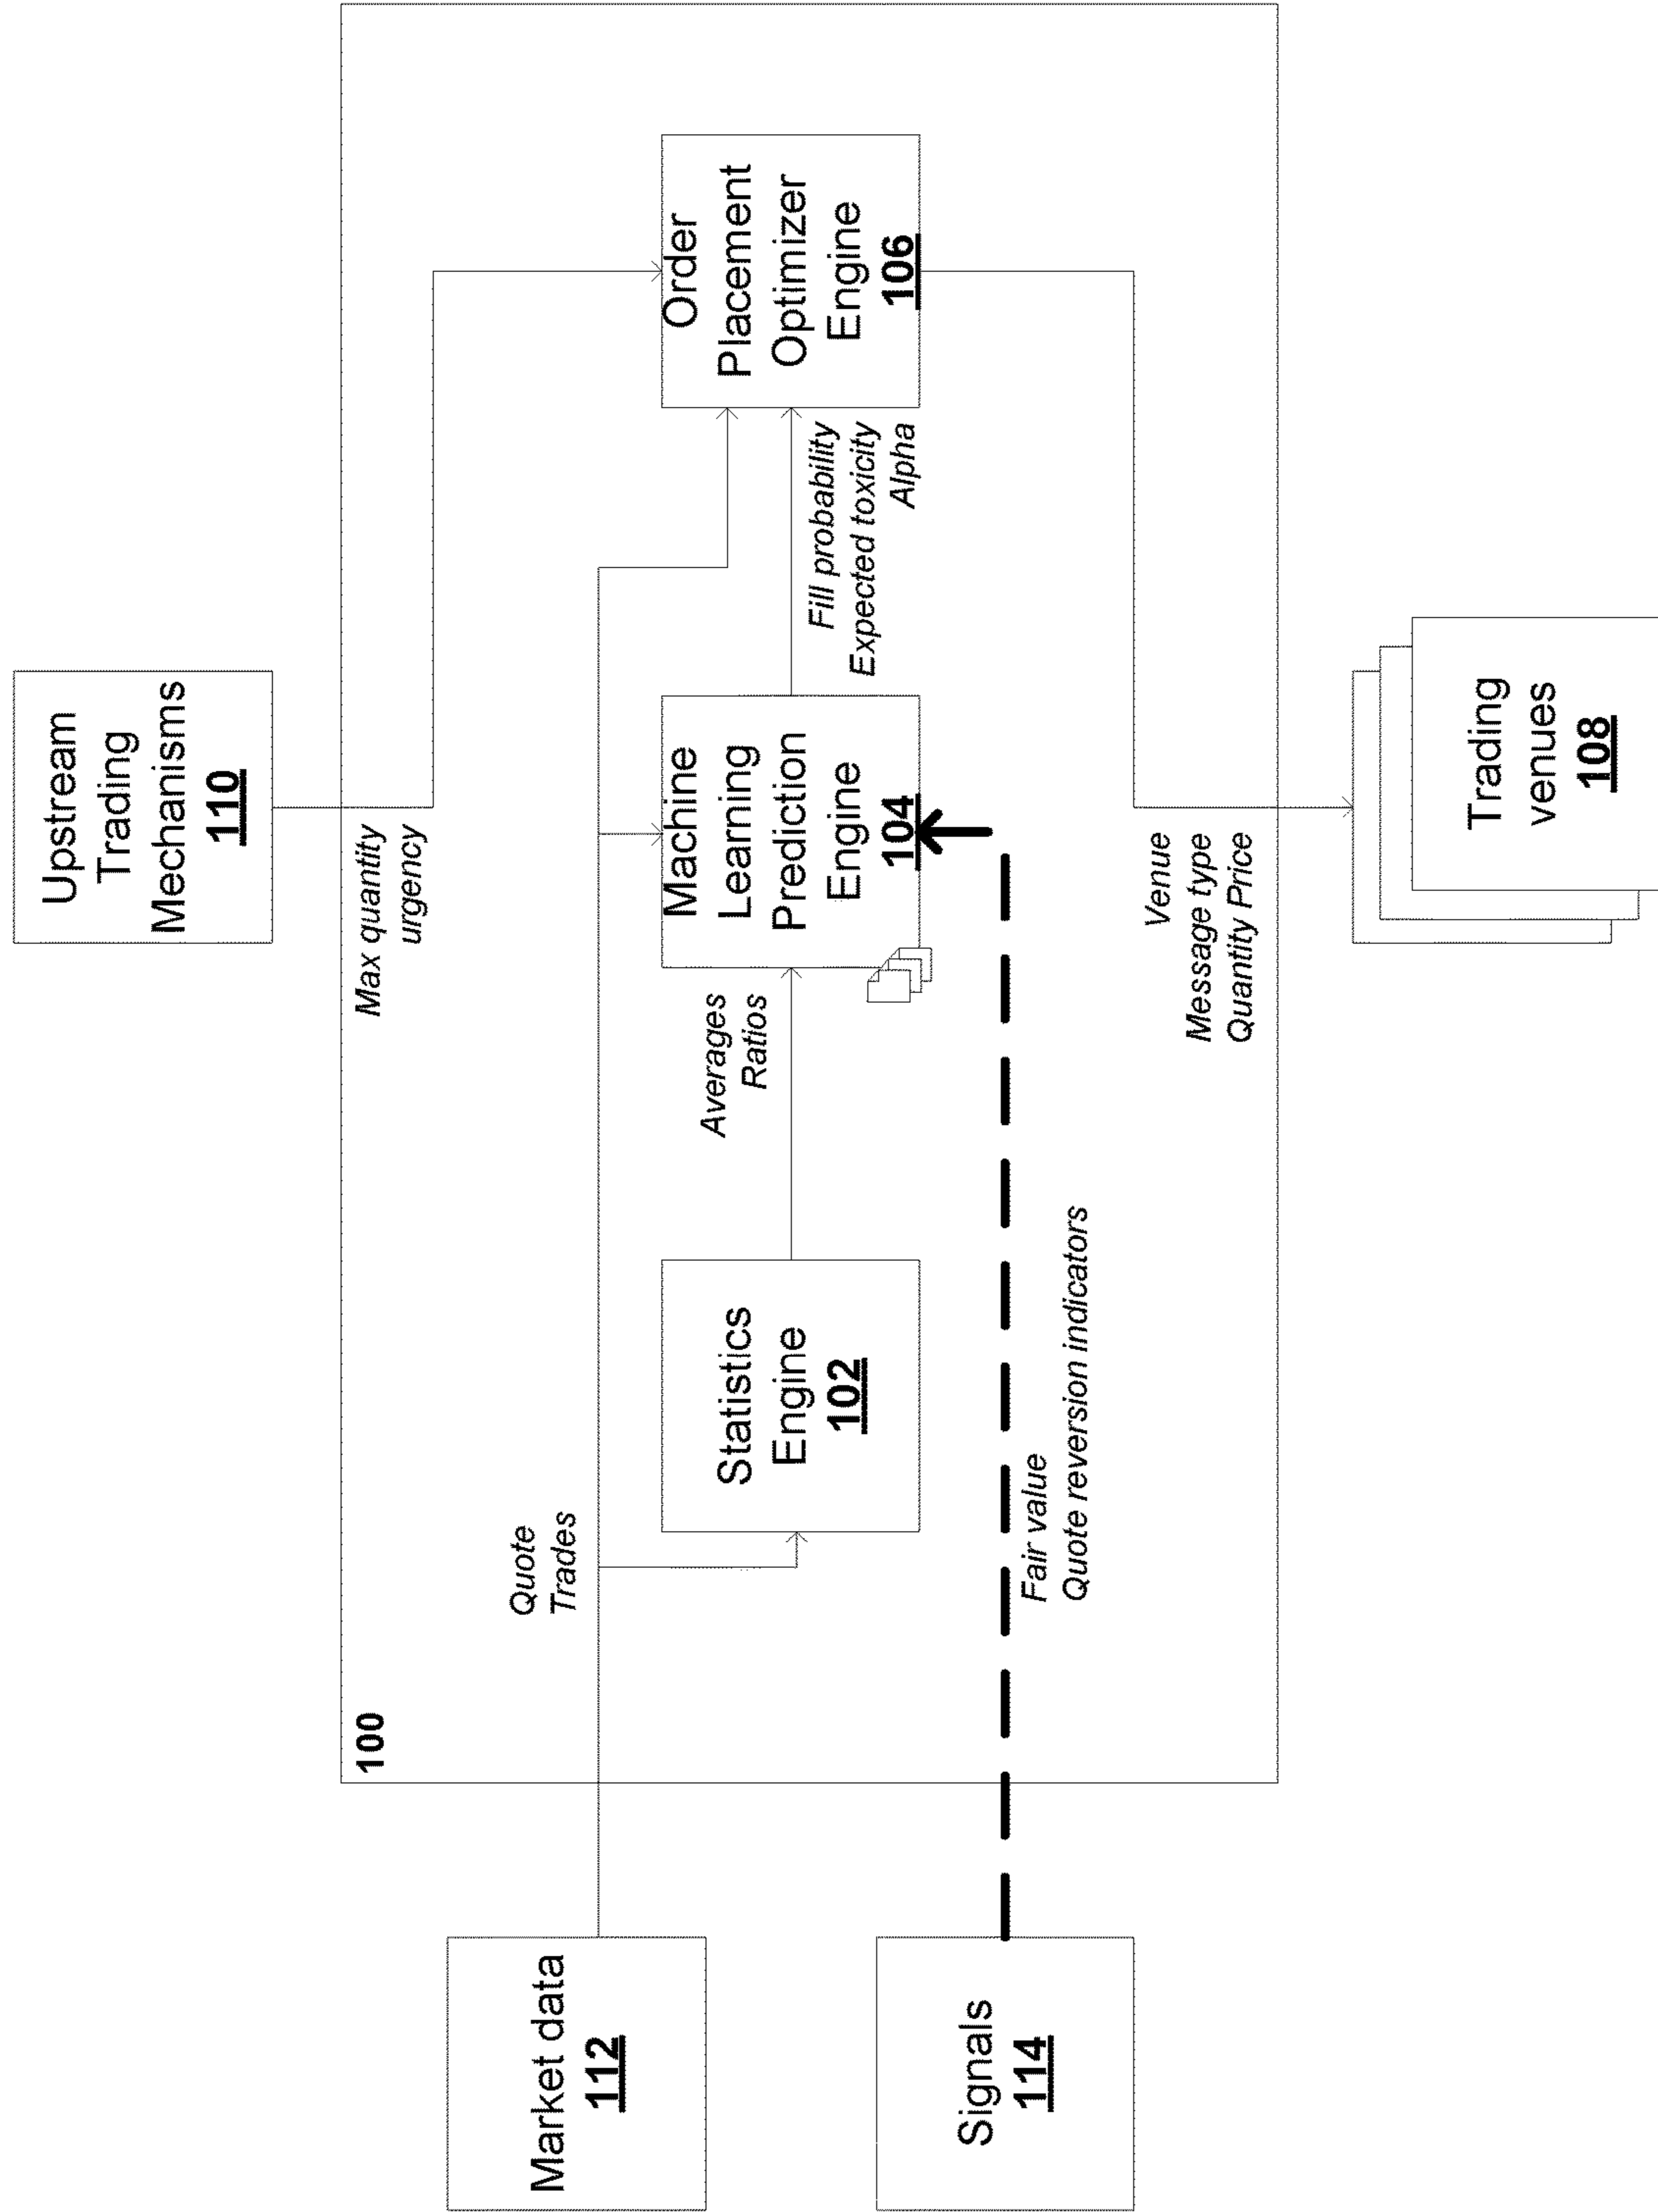 Upstream
Trading
Mechanisms
110
Max quantity
urgency
100
Market data
112
Quote
Trades
Statistics
Engine
102
Averages
Ratios
Machine
Learning
Prediction
Engine
104
Fill probability
Expected toxicity
Alpha
Order
Placement
Optimizer
Engine
106
Signals
114
Fair value
Quote reversion indicators
Venue
Message type
Quantity Price
Trading
venues
108